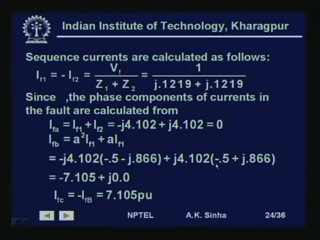 Indian Institute of Technology, Kharagpur
Sequence currents are calculated as follows:
If1 = - If2 = V1 / (Z1 + Z2) = 1 / (j.1219 + j.1219)
Since ,the phase components of currents in
the fault are calculated from
Ifa = If1 + If2 = -j4.102 + j4.102 = 0
Ifb = a²If1 + aIf1
= -j4.102(-.5 - j.866) + j4.102(-.5 + j.866)
= -7.105 + j0.0
Ifc = -IfB = 7.105pu
NPTEL A.K. Sinha 24/36